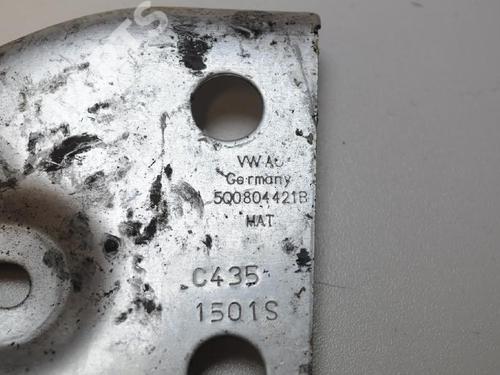 VW AG
Germany
5Q0804421B
MAT
C435
1501S